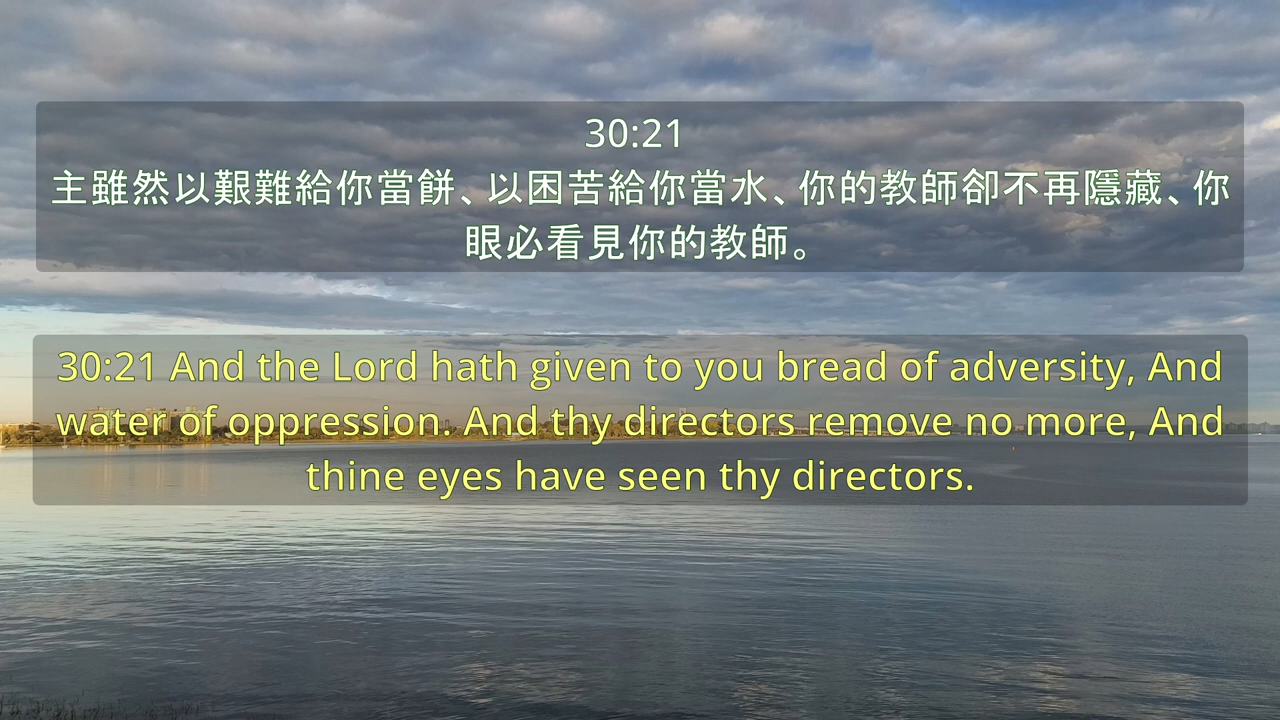 30:21
主雖然以艱難給你當餅、以困苦給你當水、你的教師卻不再隱藏、你
眼必看見你的教師。
30:21 And the Lord hath given to you bread of adversity, And
water of oppression. And thy directors remove no more, And
thine eyes have seen thy directors.